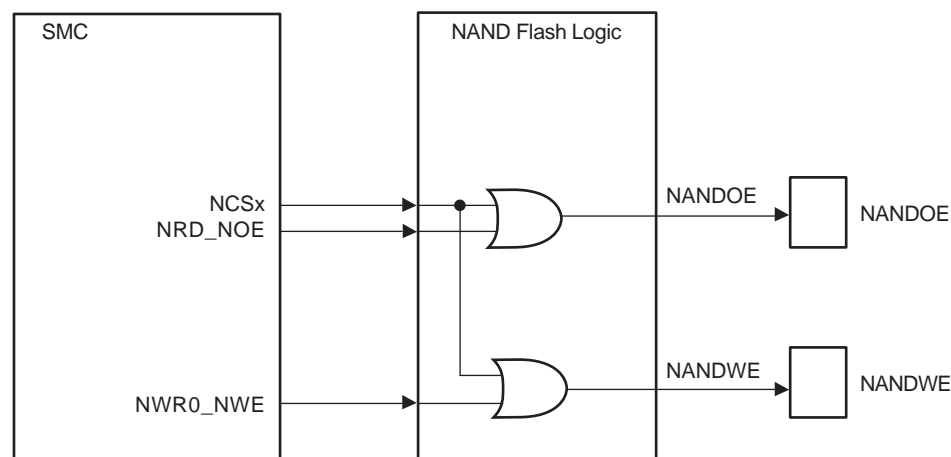 SMC
NAND Flash Logic
NCSx
NRD_NOE
NANDOE
NANDOE
NWR0_NWE
NANDWE
NANDWE